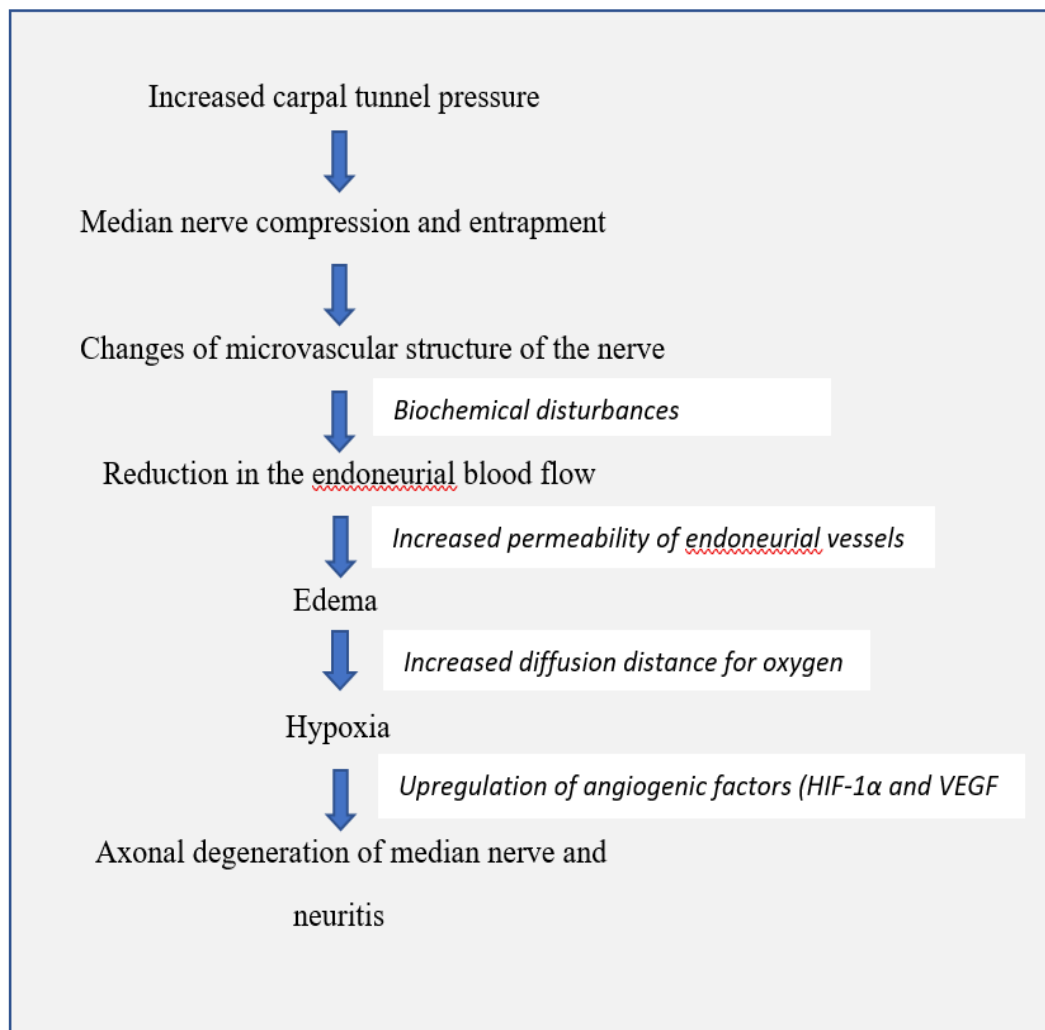 Increased carpal tunnel pressure
Median nerve compression and entrapment
Changes of microvascular structure of the nerve
Biochemical disturbances
Reduction in the endoneurial blood flow
Increased permeability of endoneurial vessels
Edema
Increased diffusion distance for oxygen
Hypoxia
Upregulation of angiogenic factors (HIF-1α and VEGF
Axonal degeneration of median nerve and
neuritis